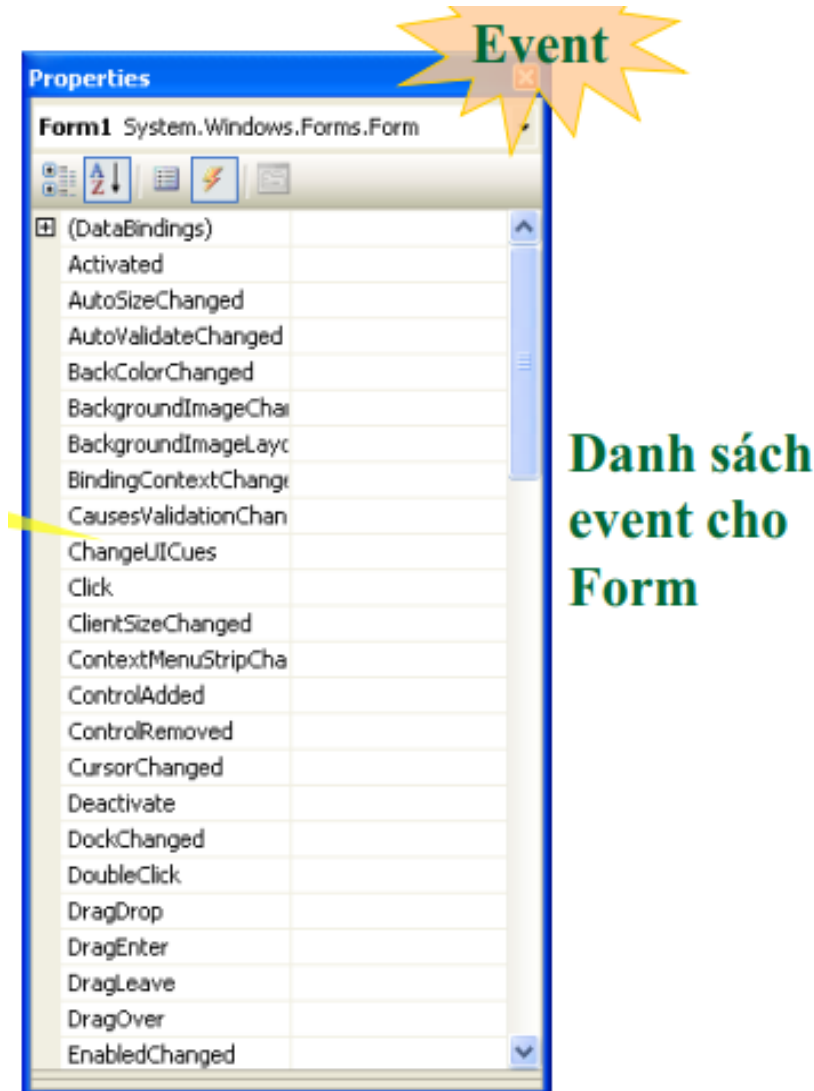 Event
Properties
Form1 System.Windows.Forms.Form
(DataBindings)
Activated
AutoSizeChanged
AutoValidateChanged
BackColorChanged
BackgroundImageChai
BackgroundImageLayc
BindingContextChange
CausesValidationChan
ChangeUICues
Click
ClientSizeChanged
ContextMenuStripCha
ControlAdded
ControlRemoved
CursorChanged
Deactivate
DockChanged
DoubleClick
DragDrop
DragEnter
DragLeave
DragOver
EnabledChanged
Danh sách
event cho
Form